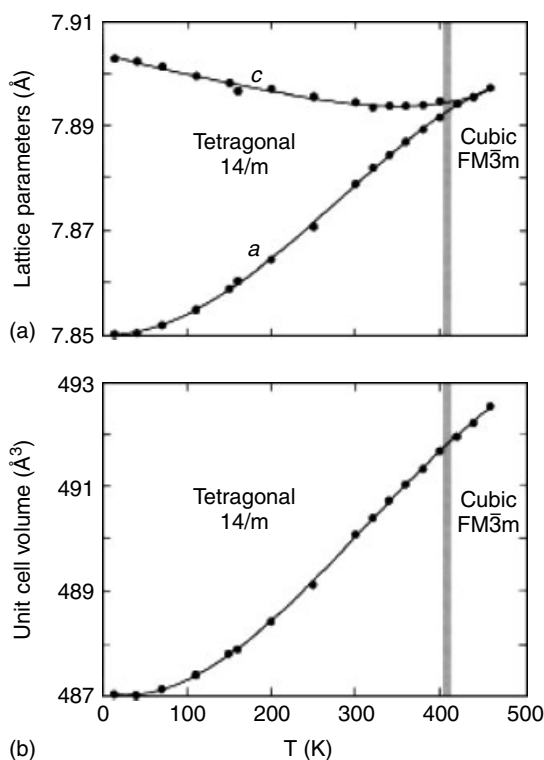 7.91
7.89
7.87
7.85
Lattice parameters (Å)
c
Tetragonal
14/m
Cubic
FM3̅m
a
(a)
493
491
489
487
Unit cell volume (Å³)
Tetragonal
14/m
Cubic
FM3̅m
0 100 200 300 400 500
(b)
T (K)